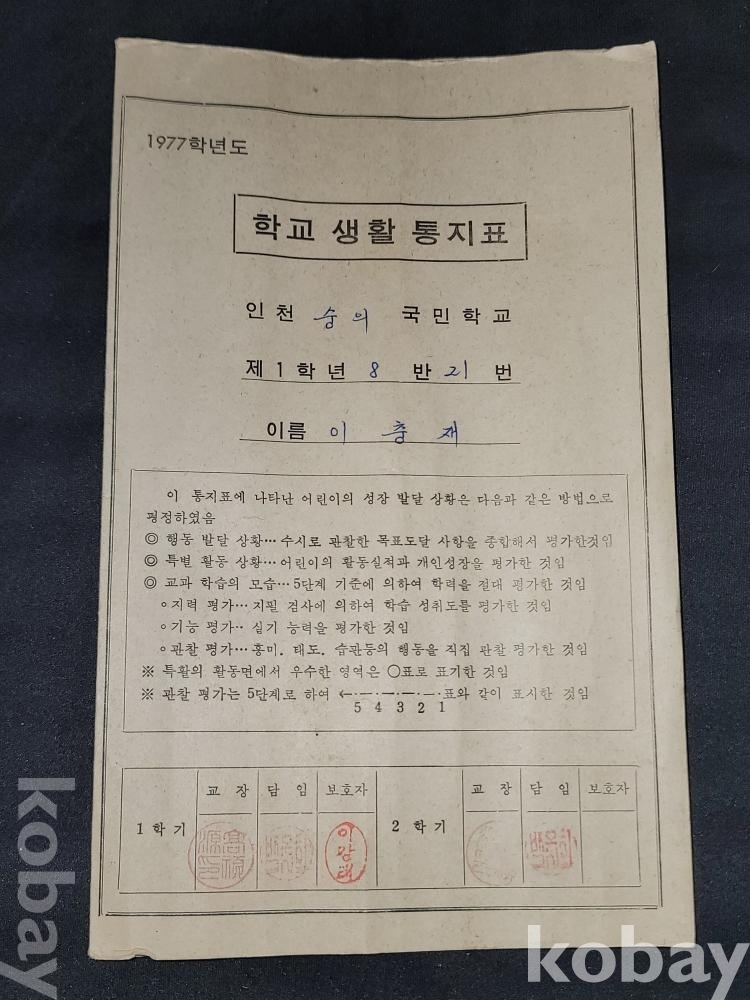 1977학년도
학교 생활 통지표
인천 숭의 국민학교
제1학년 8 반 21 번
이름 이 충 재
이 통지표에 나타난 어린이의 성장 발달 상황은 다음과 같은 방법으로
평정하였음
◎ 행동 발달 상황…수시로 관찰한 목표도달 사항을 종합해서 평가한것임
◎ 특별 활동 상황…어린이의 활동실적과 개인성장을 평가한 것임
◎ 교과 학습의 모습…5단계 기준에 의하여 학력을 절대 평가한 것임
∘지력 평가…지필 검사에 의하여 학습 성취도를 평가한 것임
∘기능 평가‥ 실기 능력을 평가한 것임
∘관찰 평가…흥미. 태도. 습관등의 행동을 직접 관찰 평가한 것임
※ 특활의 활동면에서 우수한 영역은 ○표로 표기한 것임
※ 관찰 평가는 5단계로 하여 ←·—·—·—·—·표와 같이 표시한 것임
5 4 3 2 1
교 장 담 임 보호자 교 장 담 임 보호자
1학기 2학기
kobay
kobay